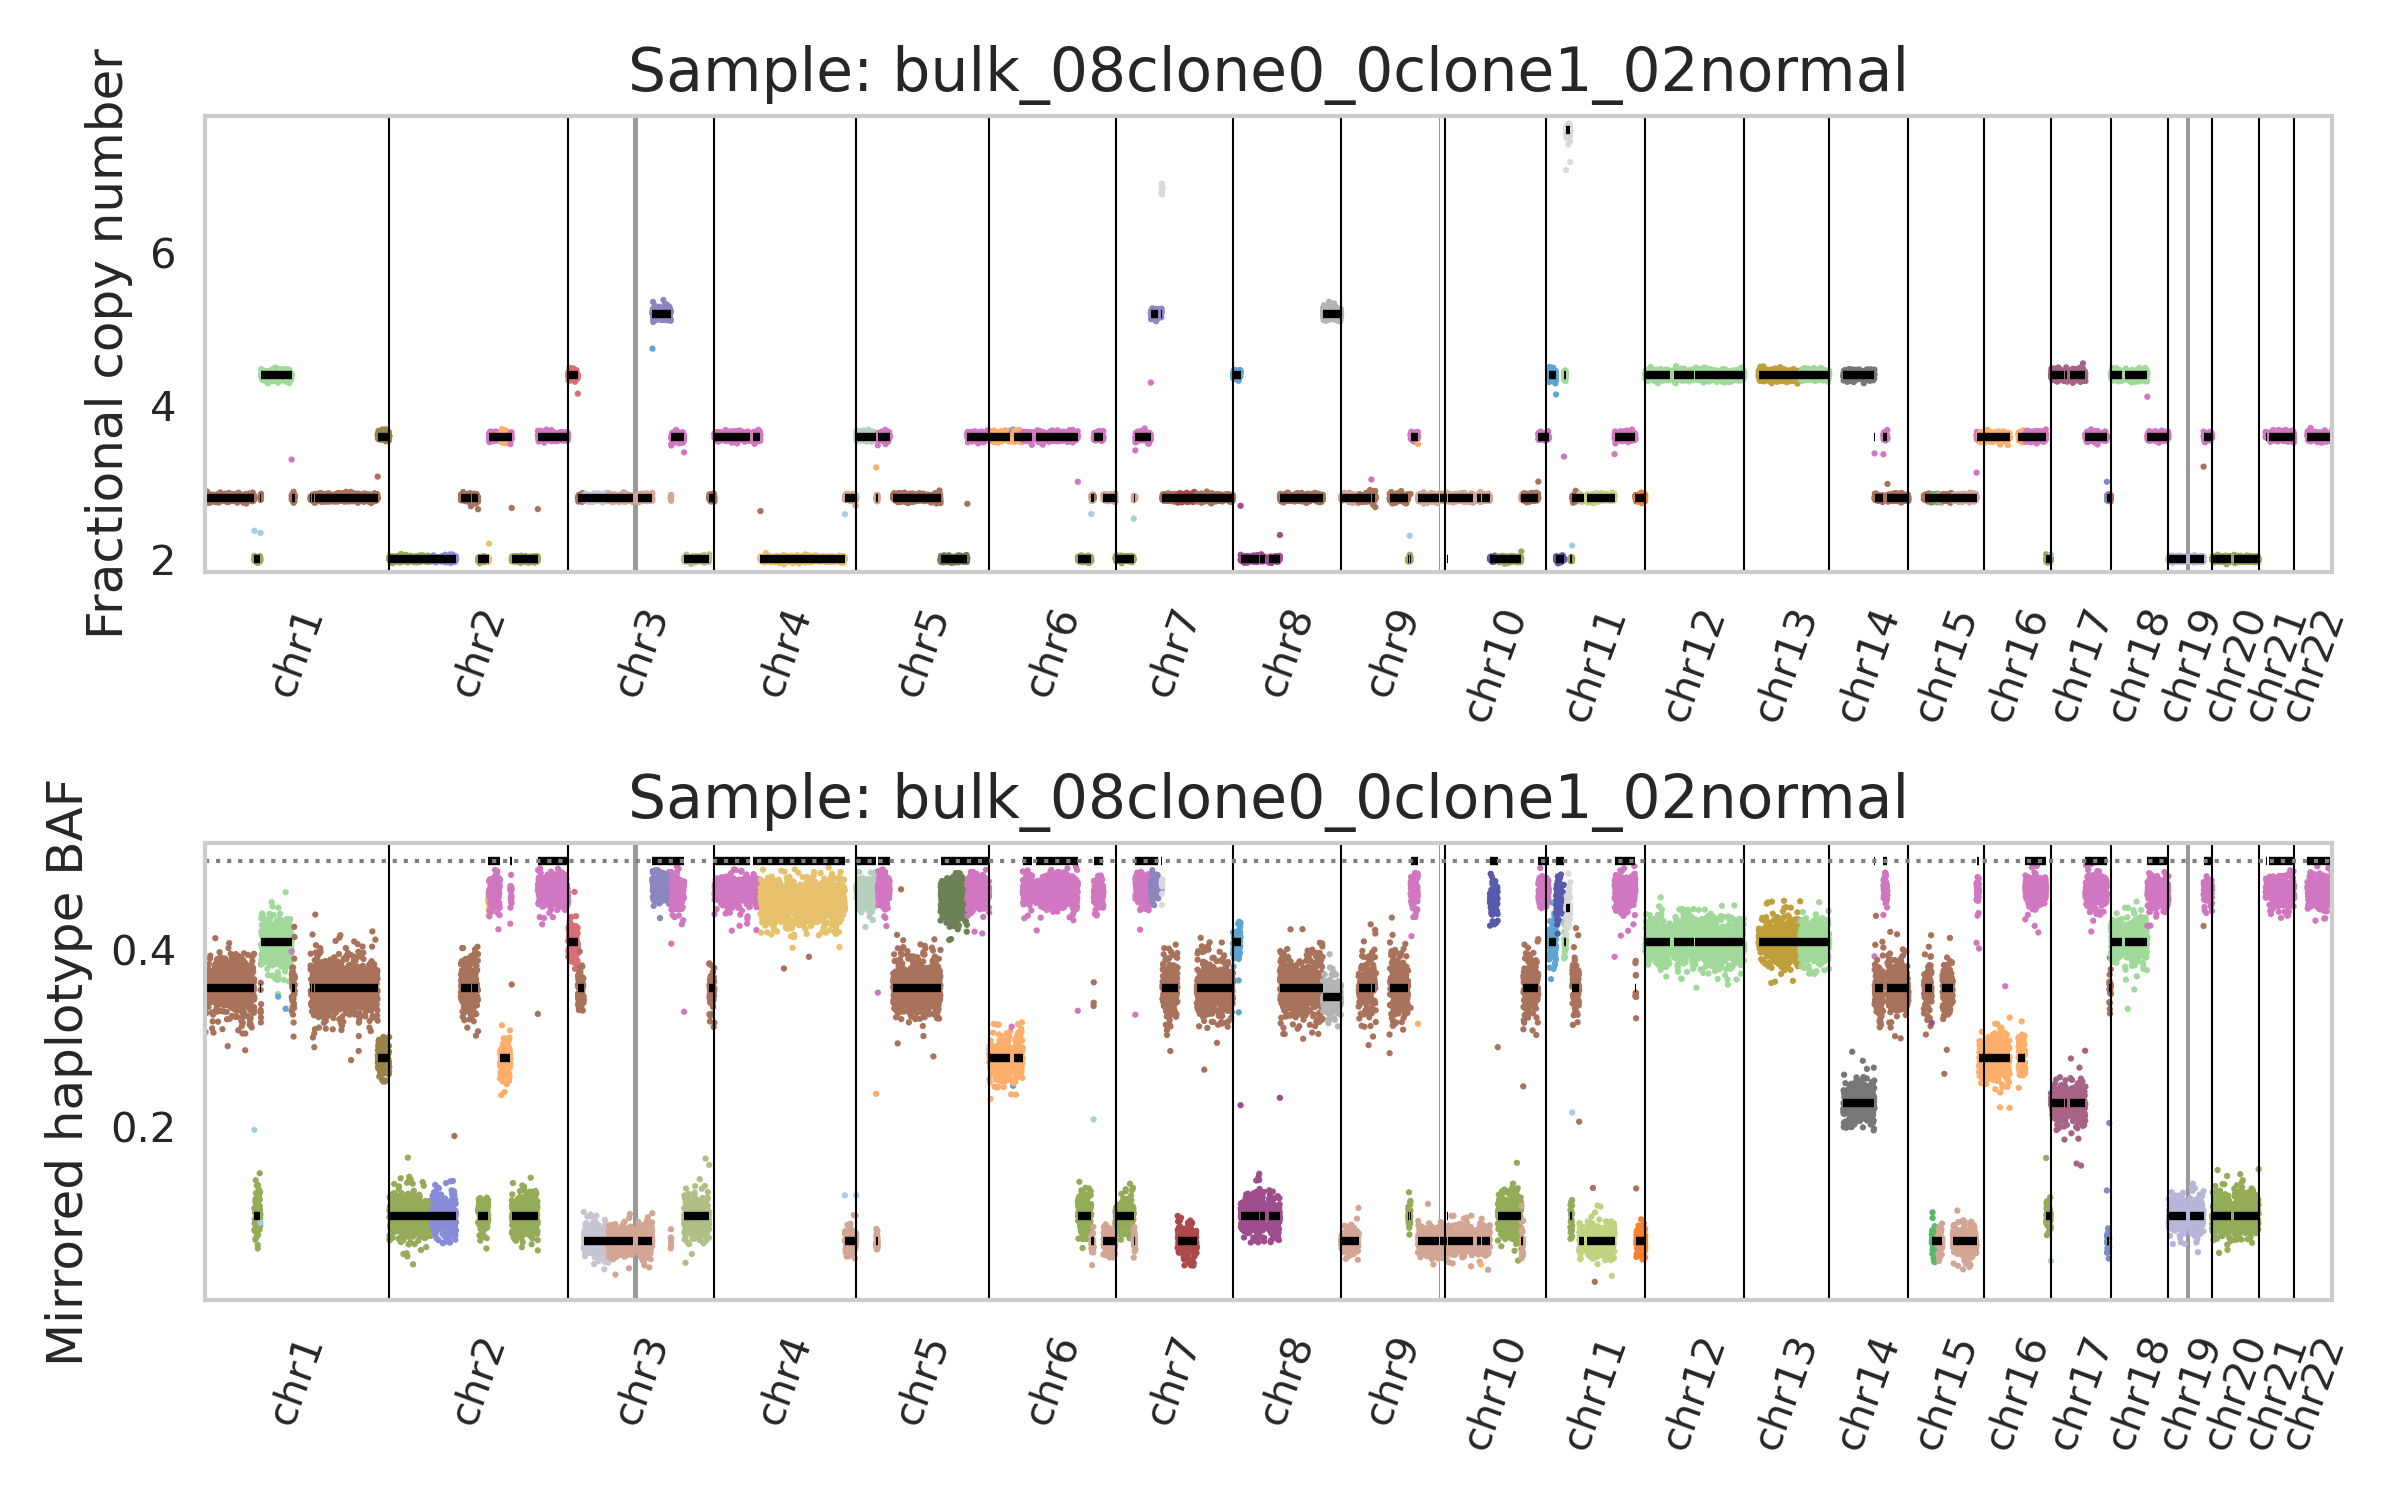 Sample: bulk_08clone0_0clone1_02normal
Fractional copy number
6
4
2
chr1 chr2 chr3 chr4 chr5 chr6 chr7 chr8 chr9 chr10 chr11 chr12 chr13 chr14 chr15 chr16 chr17 chr18 chr19 chr20 chr21 chr22
Sample: bulk_08clone0_0clone1_02normal
Mirrored haplotype BAF
0.4
0.2
chr1 chr2 chr3 chr4 chr5 chr6 chr7 chr8 chr9 chr10 chr11 chr12 chr13 chr14 chr15 chr16 chr17 chr18 chr19 chr20 chr21 chr22